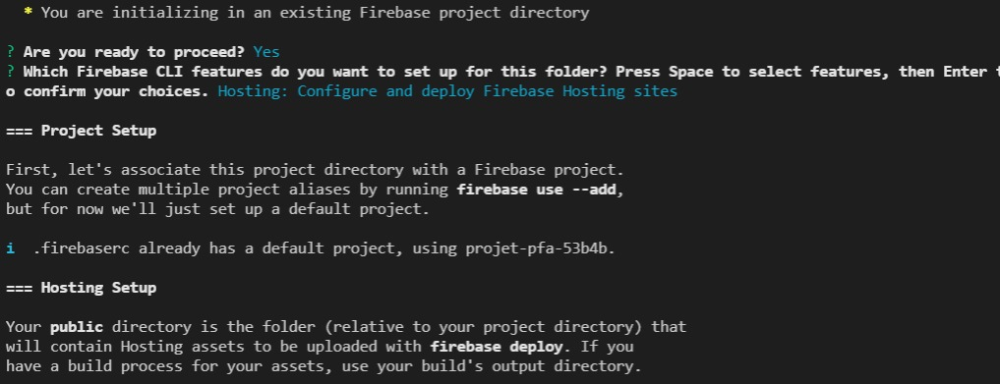 * You are initializing in an existing Firebase project directory
? Are you ready to proceed? Yes
? Which Firebase CLI features do you want to set up for this folder? Press Space to select features, then Enter t
o confirm your choices. Hosting: Configure and deploy Firebase Hosting sites
=== Project Setup
First, let's associate this project directory with a Firebase project.
You can create multiple project aliases by running firebase use --add,
but for now we'll just set up a default project.
i .firebaserc already has a default project, using projet-pfa-53b4b.
=== Hosting Setup
Your public directory is the folder (relative to your project directory) that
will contain Hosting assets to be uploaded with firebase deploy. If you
have a build process for your assets, use your build's output directory.